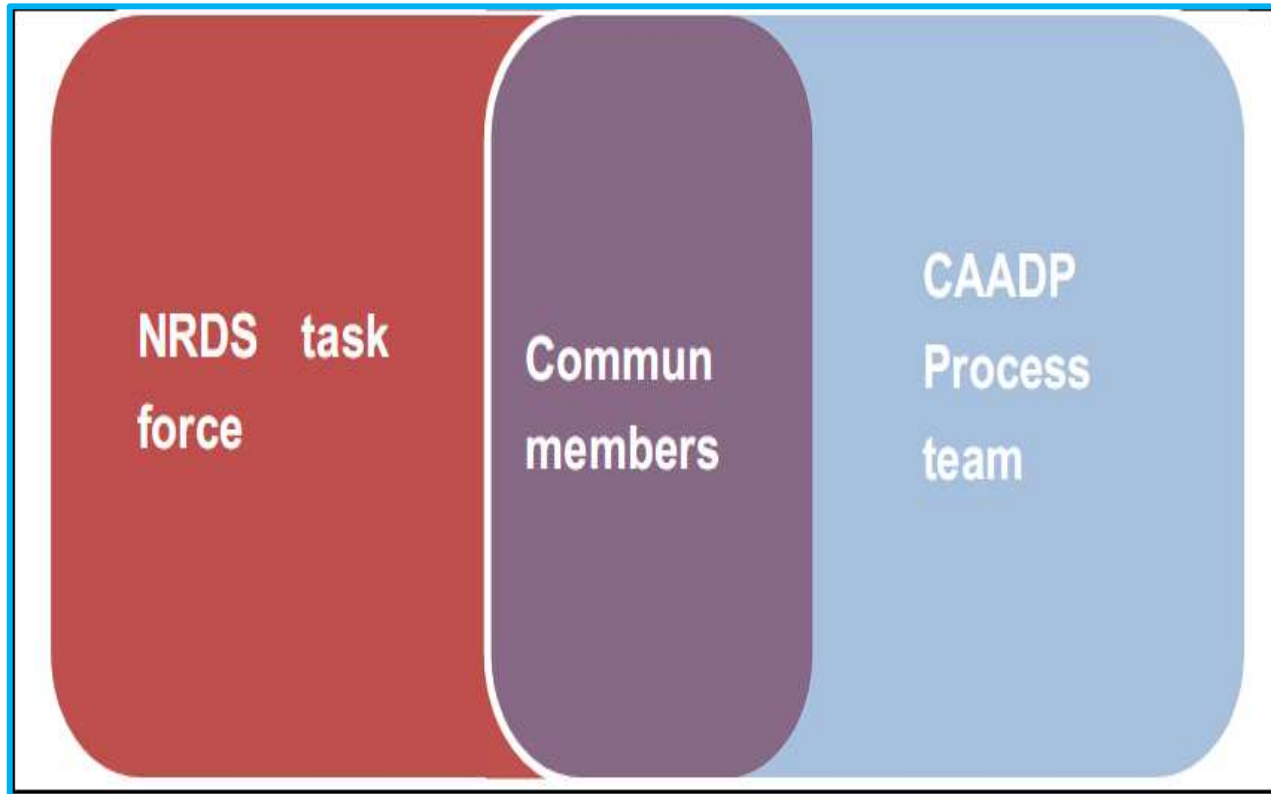 NRDS task
force
Commun
members
CAADP
Process
team